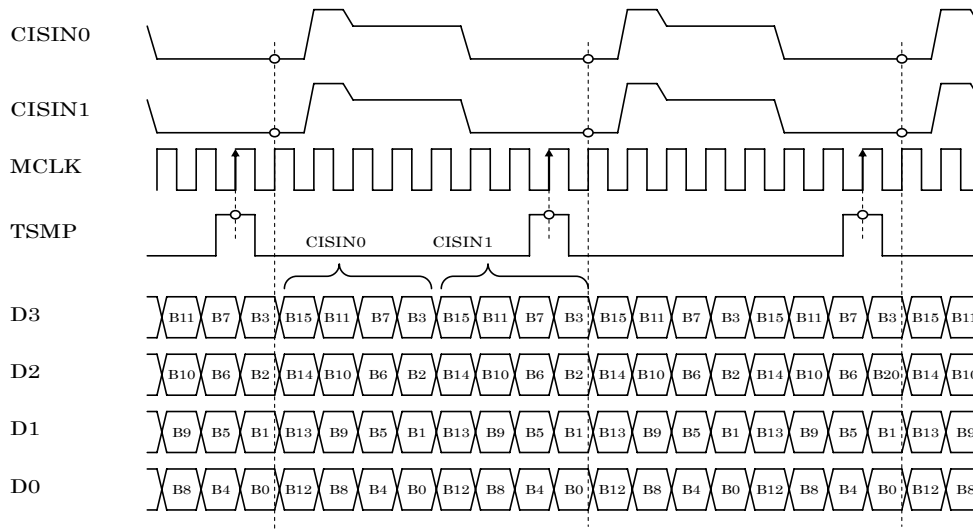 CISIN0
CISIN1
MCLK
TSMP
CISIN0 CISIN1
D3 B11 B7 B3 B15 B11 B7 B3 B15 B11 B7 B3 B15 B11 B7 B3 B15 B11 B7 B3 B15 B11
D2 B10 B6 B2 B14 B10 B6 B2 B14 B10 B6 B2 B14 B10 B6 B2 B14 B10 B6 B20 B14 B10
D1 B9 B5 B1 B13 B9 B5 B1 B13 B9 B5 B1 B13 B9 B5 B1 B13 B9 B5 B1 B13 B9
D0 B8 B4 B0 B12 B8 B4 B0 B12 B8 B4 B0 B12 B8 B4 B0 B12 B8 B4 B0 B12 B8